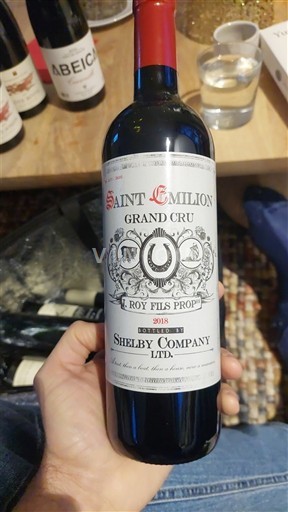 ABEICA
SAINT EMILION
GRAND CRU
ROY FILS PROP
2018
BOTTLED BY
SHELBY COMPANY
LTD.